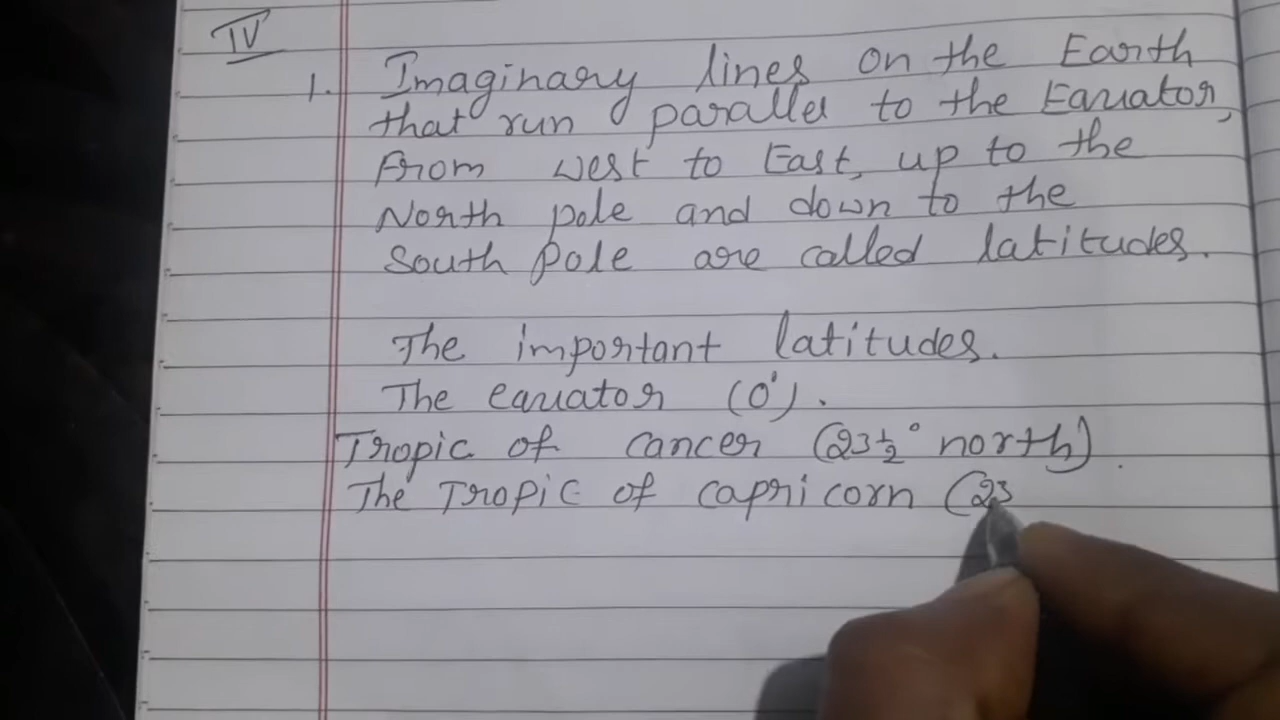 IV
1. Imaginary lines on the Earth
that run parallel to the Equator,
From west to East, up to the
North pole and down to the
South pole are called latitudes.
The important latitudes.
The equator (0°).
Tropic of cancer (23½° north).
The Tropic of capricorn (23